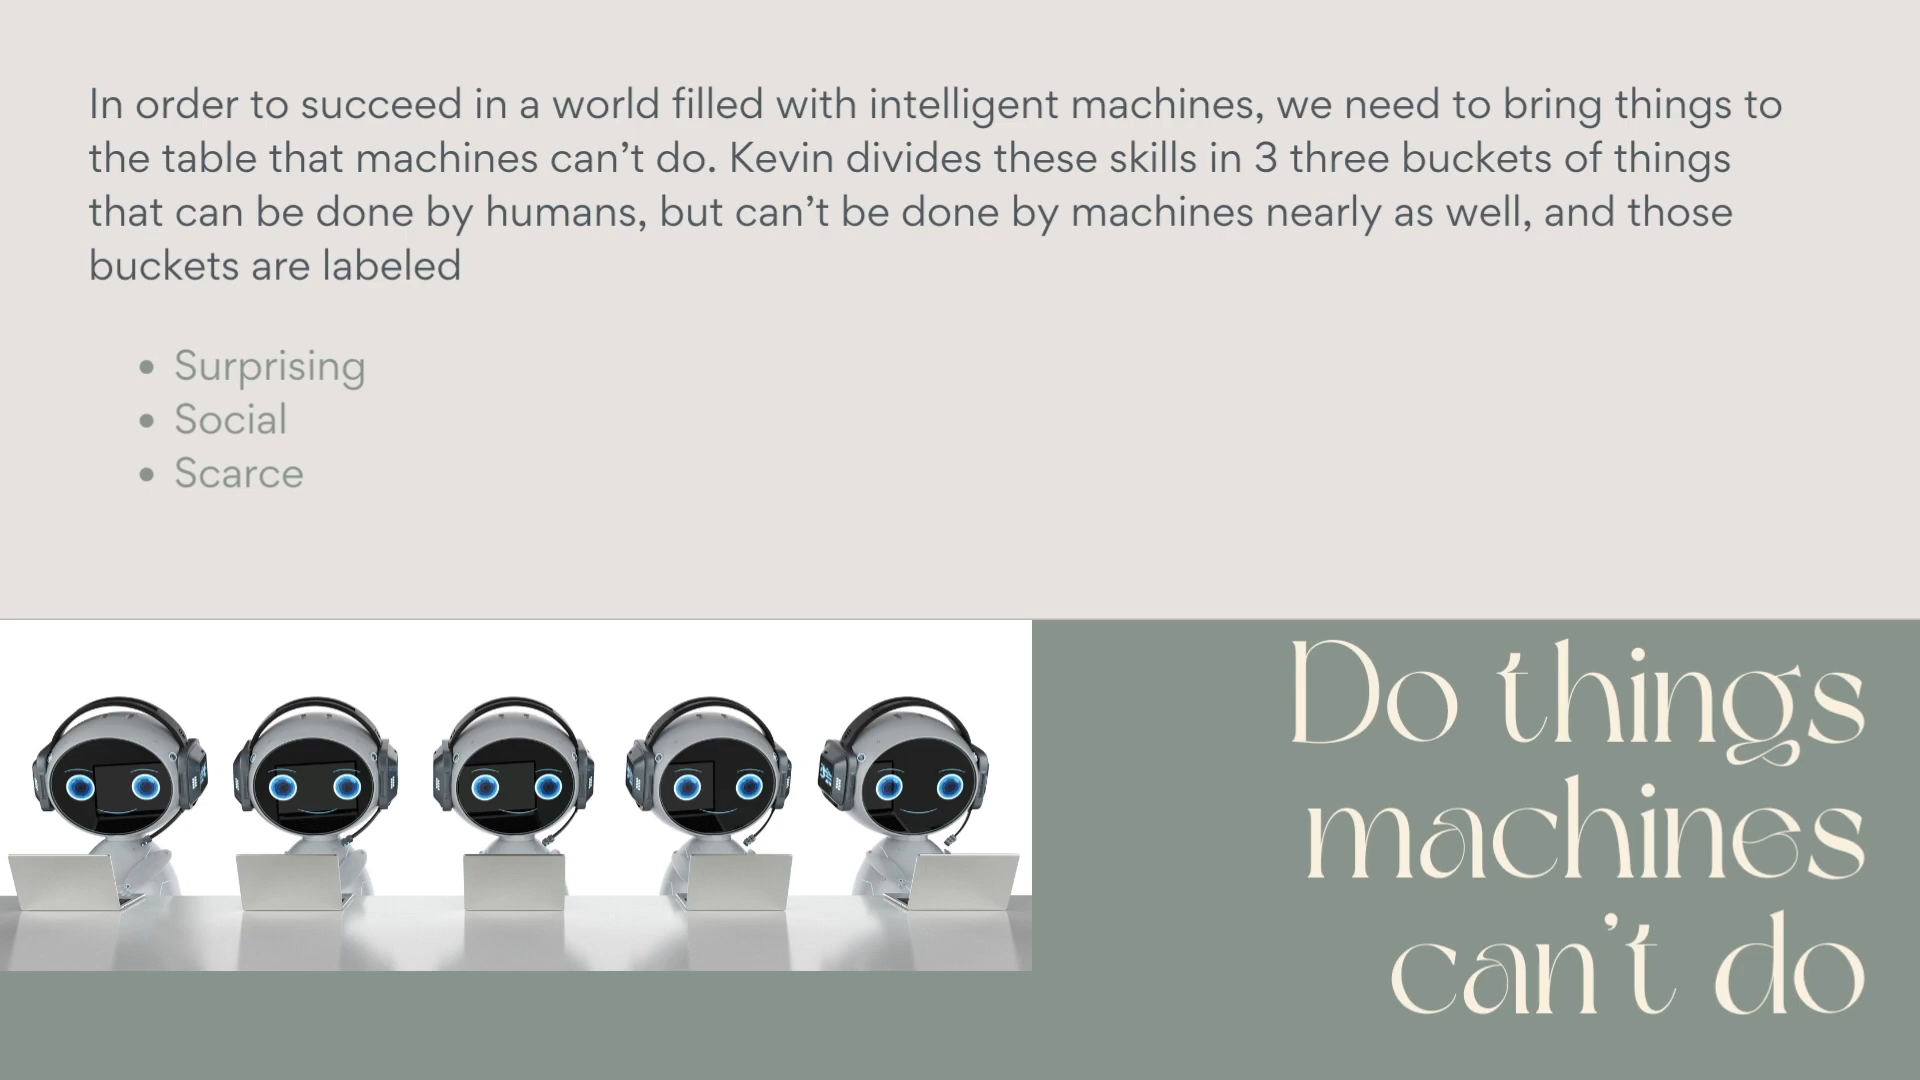 In order to succeed in a world filled with intelligent machines, we need to bring things to
the table that machines can’t do. Kevin divides these skills in 3 three buckets of things
that can be done by humans, but can’t be done by machines nearly as well, and those
buckets are labeled
• Surprising
• Social
• Scarce
Do things
machines
can’t do